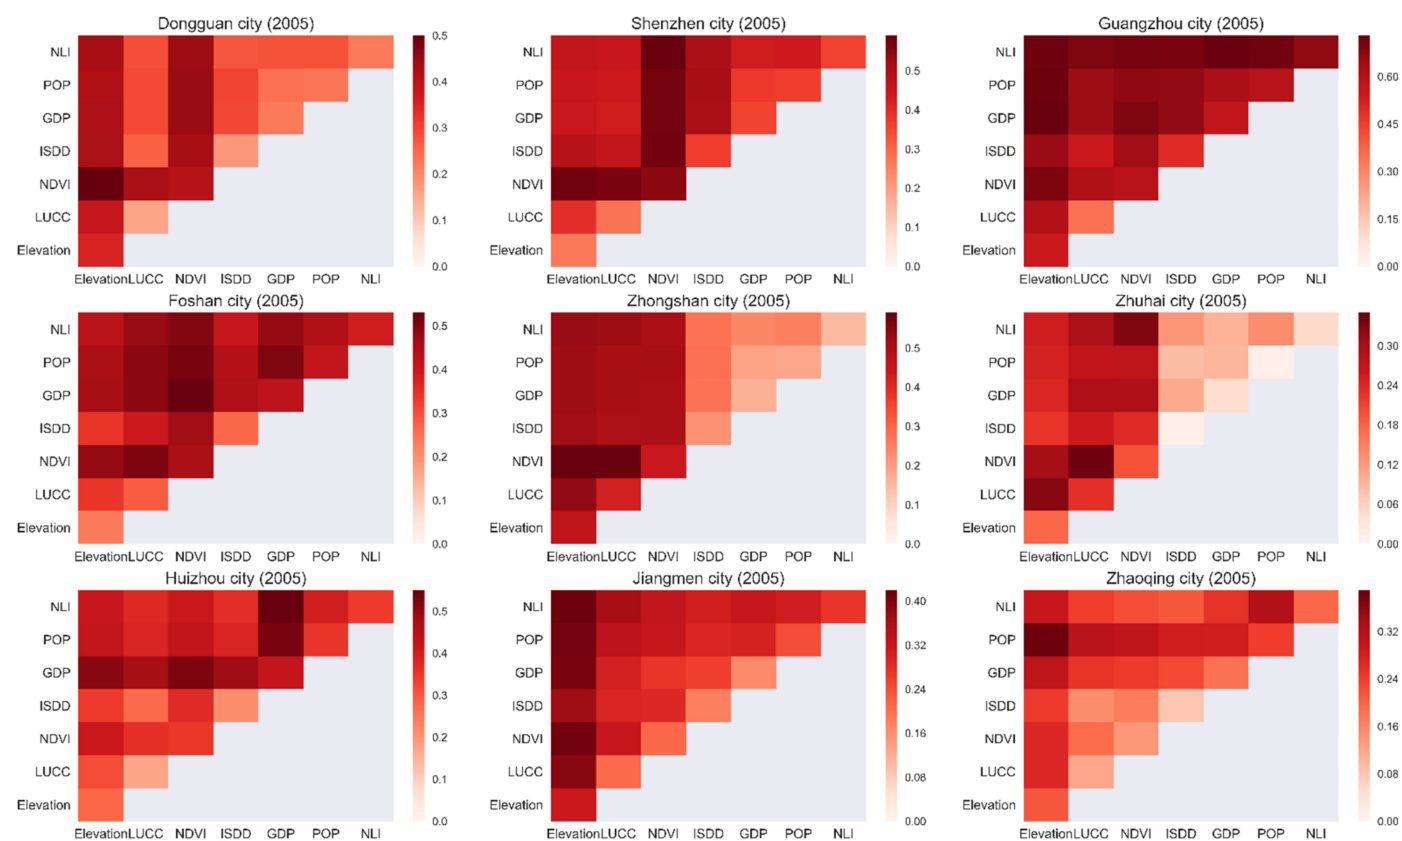 Dongguan city (2005)
Shenzhen city (2005)
Guangzhou city (2005)
NLI
POP
GDP
ISDD
NDVI
LUCC
Elevation
Elevation LUCC NDVI ISDD GDP POP NLI
0.5
0.4
0.3
0.2
0.1
0.0
NLI
POP
GDP
ISDD
NDVI
LUCC
Elevation
Elevation LUCC NDVI ISDD GDP POP NLI
0.5
0.4
0.3
0.2
0.1
0.0
NLI
POP
GDP
ISDD
NDVI
LUCC
Elevation
Elevation LUCC NDVI ISDD GDP POP NLI
0.60
0.45
0.30
0.15
0.00
Foshan city (2005)
Zhongshan city (2005)
Zhuhai city (2005)
NLI
POP
GDP
ISDD
NDVI
LUCC
Elevation
Elevation LUCC NDVI ISDD GDP POP NLI
0.5
0.4
0.3
0.2
0.1
0.0
NLI
POP
GDP
ISDD
NDVI
LUCC
Elevation
Elevation LUCC NDVI ISDD GDP POP NLI
0.5
0.4
0.3
0.2
0.1
0.0
NLI
POP
GDP
ISDD
NDVI
LUCC
Elevation
Elevation LUCC NDVI ISDD GDP POP NLI
0.30
0.24
0.18
0.12
0.06
0.00
Huizhou city (2005)
Jiangmen city (2005)
Zhaoqing city (2005)
NLI
POP
GDP
ISDD
NDVI
LUCC
Elevation
Elevation LUCC NDVI ISDD GDP POP NLI
0.5
0.4
0.3
0.2
0.1
0.0
NLI
POP
GDP
ISDD
NDVI
LUCC
Elevation
Elevation LUCC NDVI ISDD GDP POP NLI
0.40
0.32
0.24
0.16
0.08
0.00
NLI
POP
GDP
ISDD
NDVI
LUCC
Elevation
Elevation LUCC NDVI ISDD GDP POP NLI
0.32
0.24
0.16
0.08
0.00